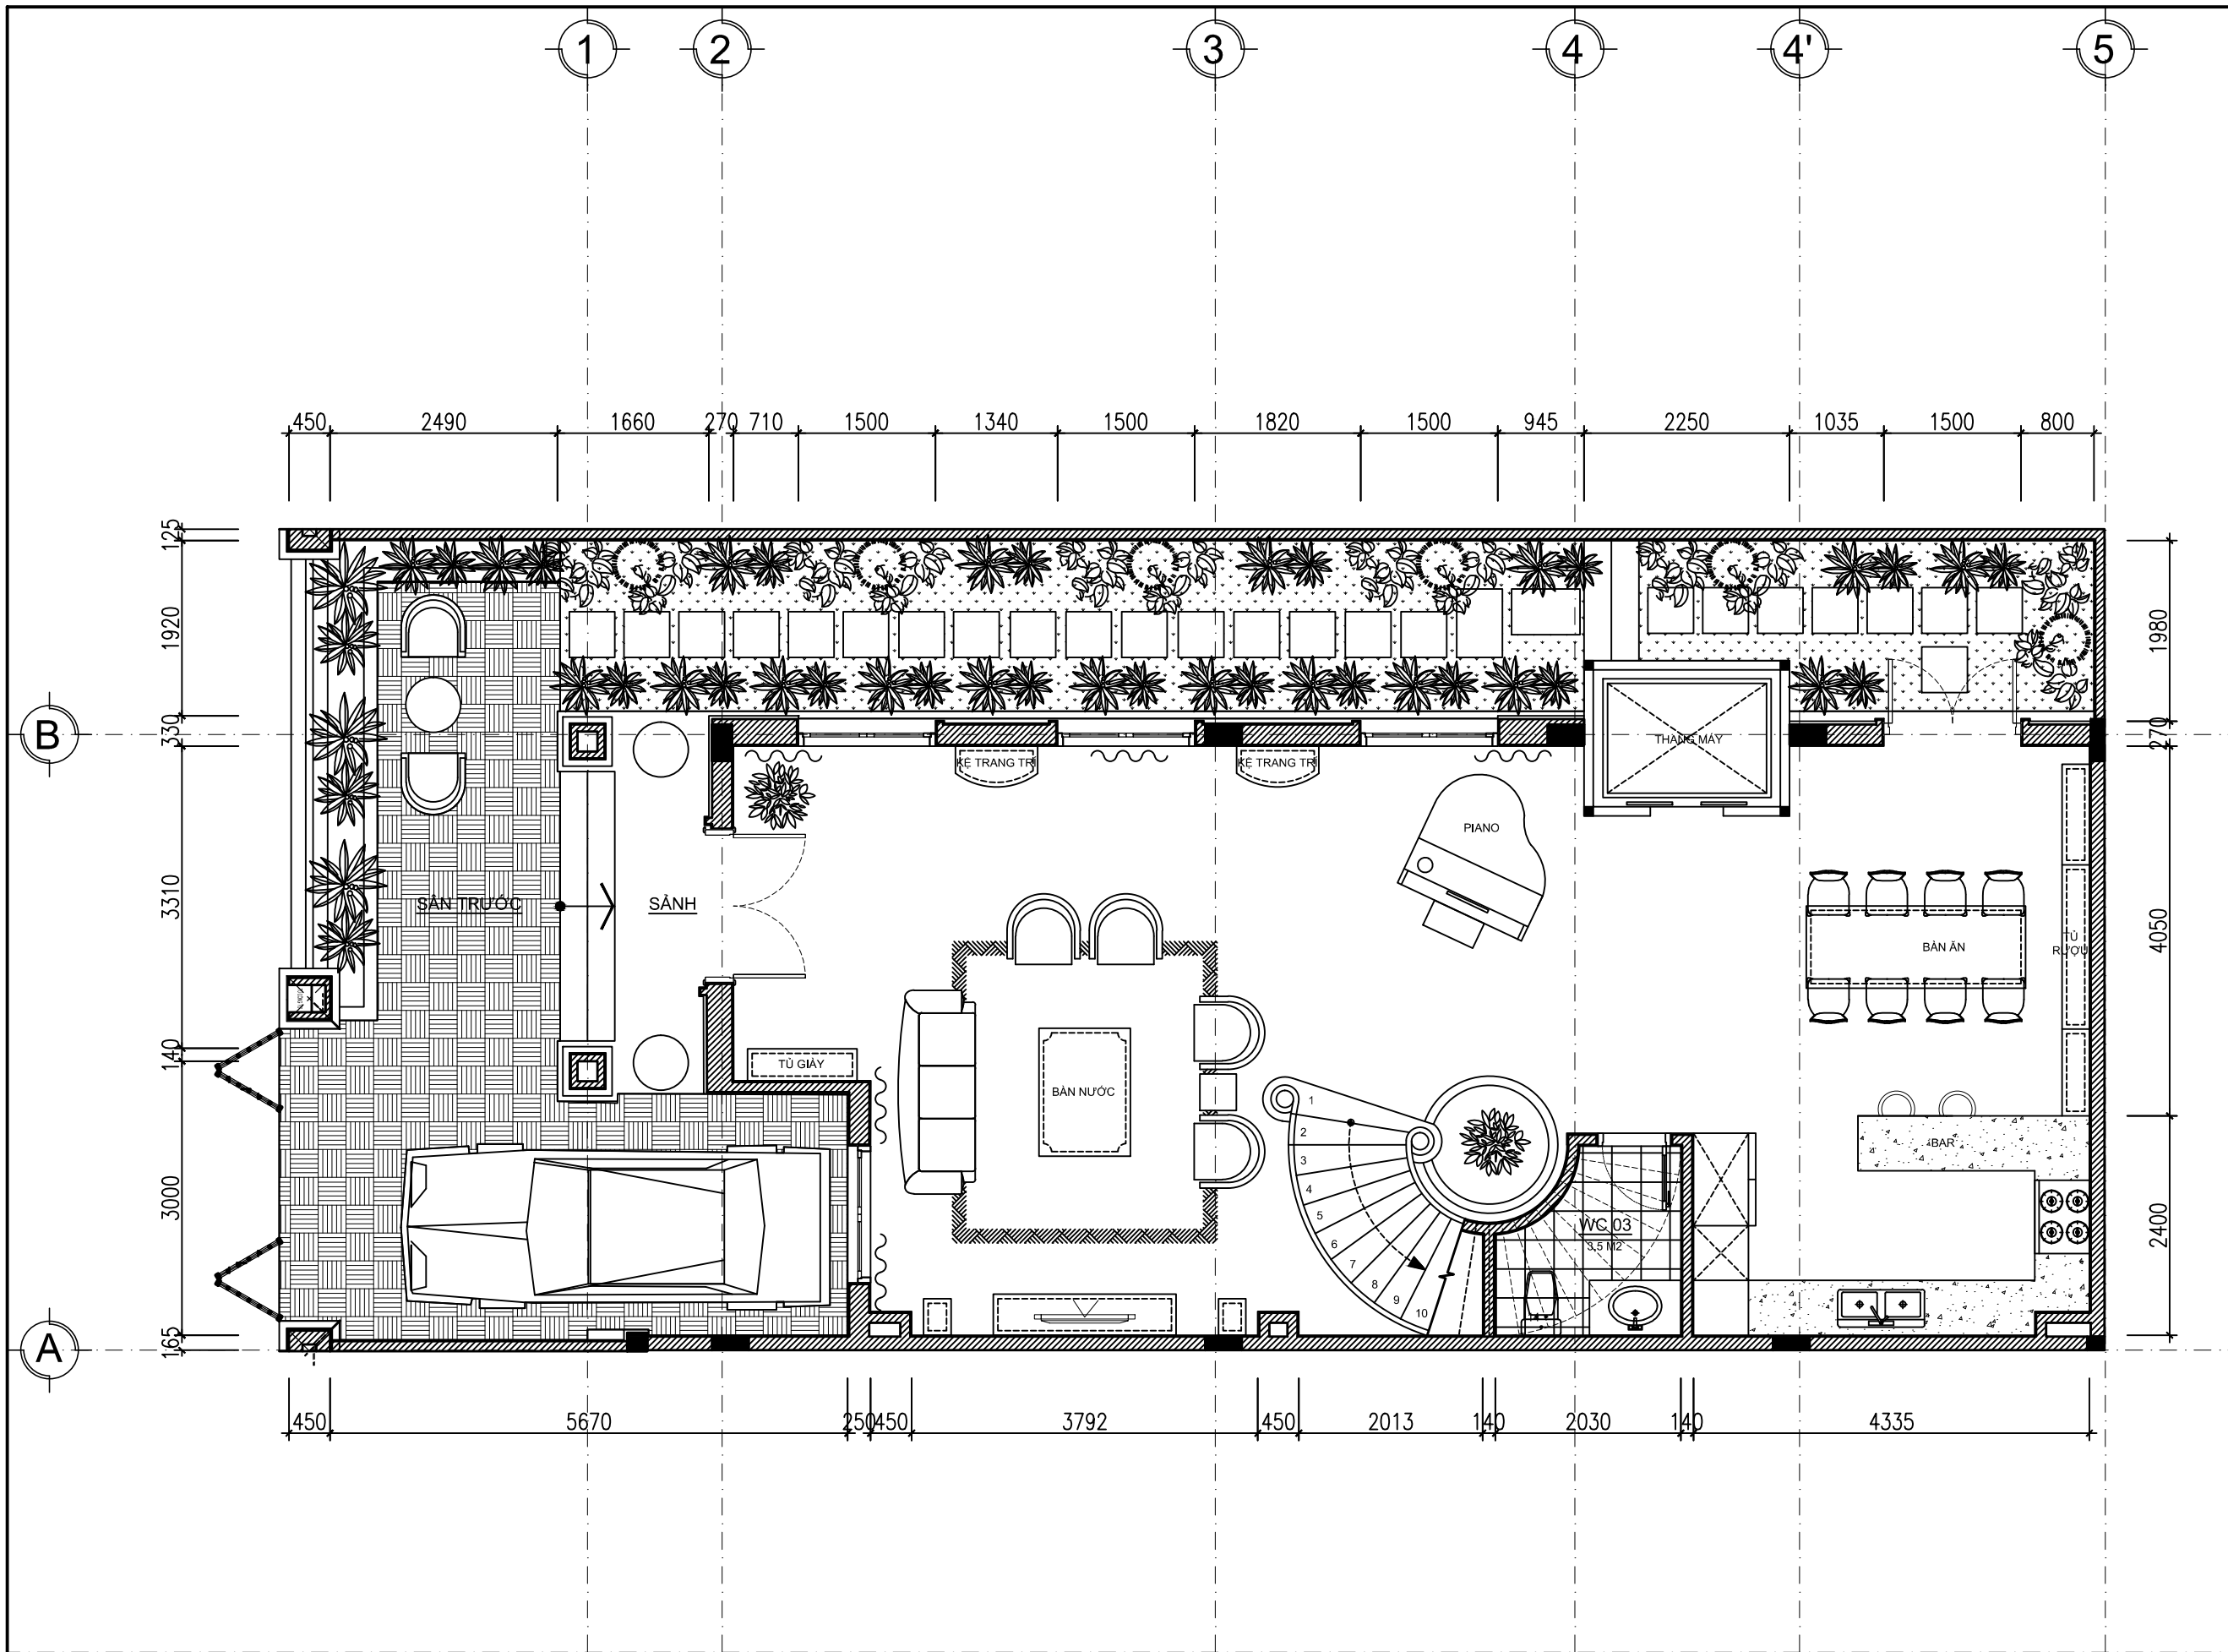 1 2 3 4 4' 5
450 2490 1660 270 710 1500 1340 1500 1820 1500 945 2250 1035 1500 800
125
1920
330
3310
140
3000
165
B
A
1980
270
4050
2400
THANG MÁY
KỆ TRANG TRÍ
KỆ TRANG TRÍ
PIANO
SÂN TRƯỚC
SẢNH
BÀN ĂN
TỦ
RƯỢU
TỦ GIÀY
BÀN NƯỚC
BAR
WC 03
3,5 M2
1
2
3
4
5
6
7
8
9
10
450 5670 250 450 3792 450 2013 140 2030 140 4335